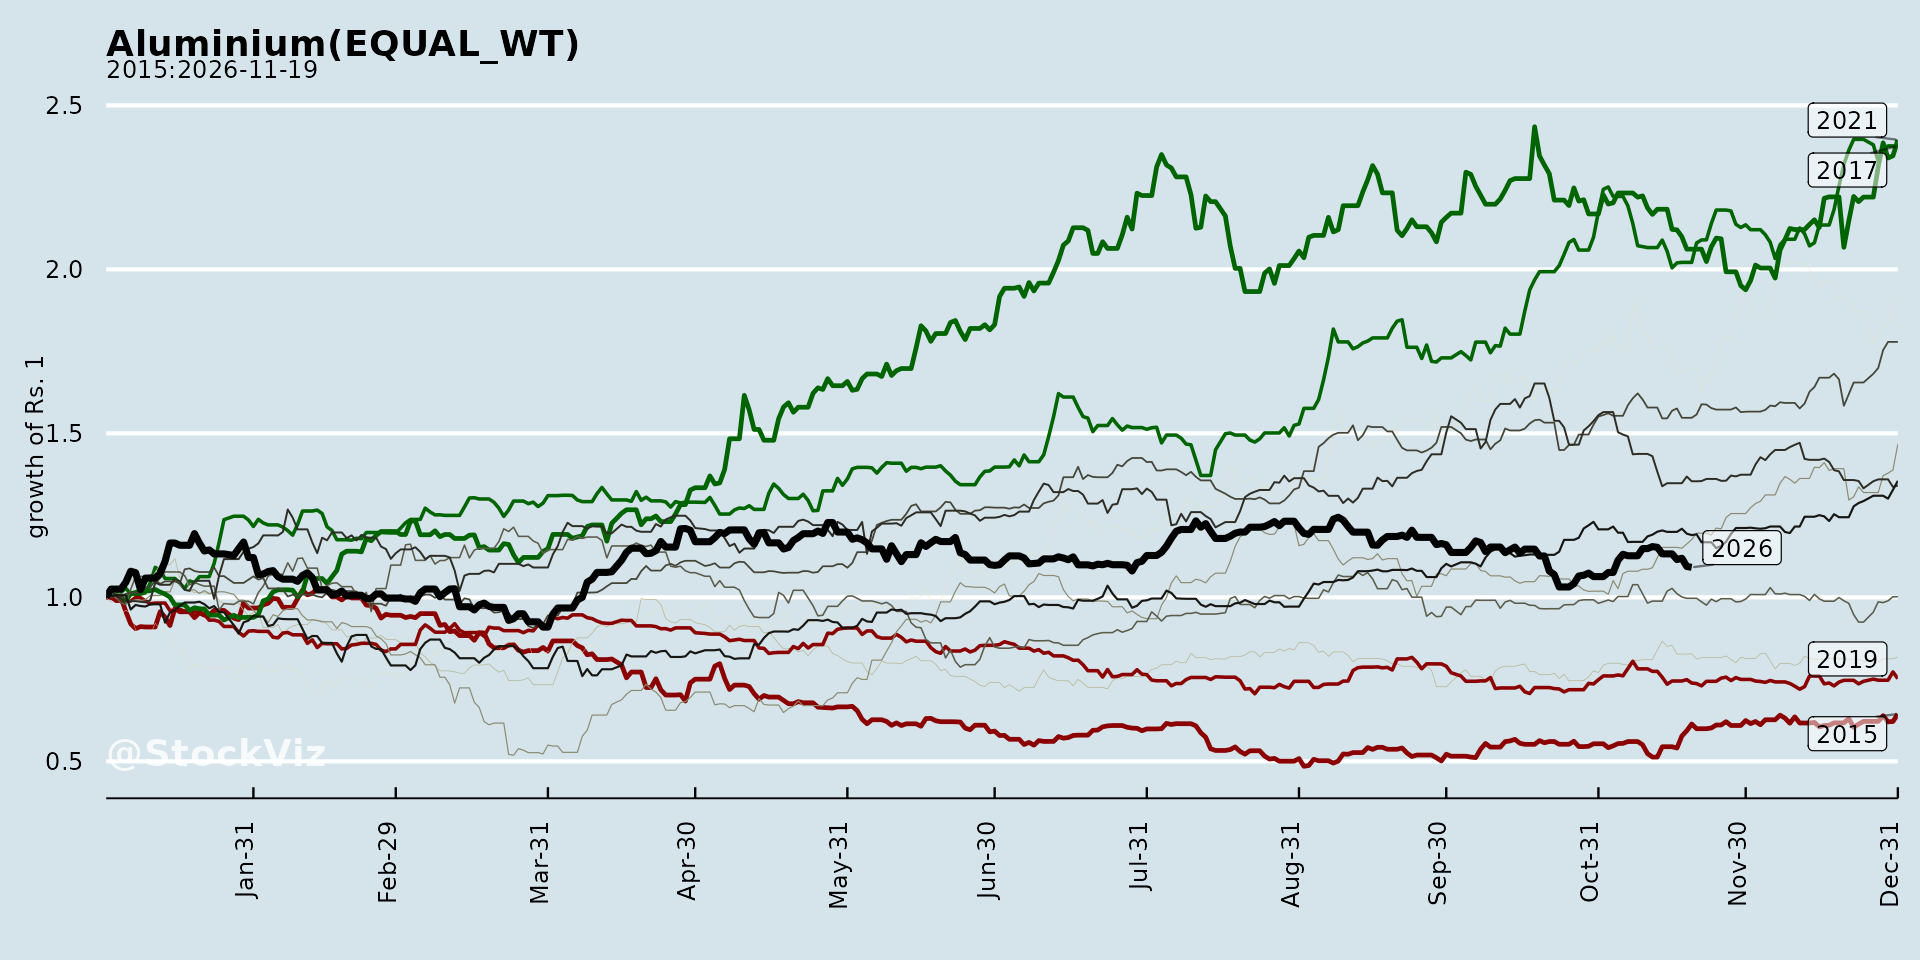 Aluminium(EQUAL_WT)
2015:2026-11-19
growth of Rs. 1
2.5
2.0
1.5
1.0
0.5
2021
2017
2026
2019
2015
@StockViz
Jan-31
Feb-29
Mar-31
Apr-30
May-31
Jun-30
Jul-31
Aug-31
Sep-30
Oct-31
Nov-30
Dec-31